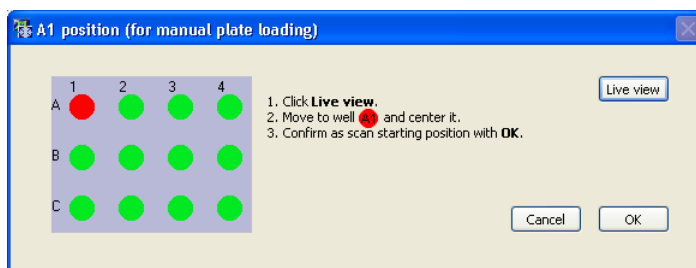 A1 position (for manual plate loading)
1 2 3 4
A
B
C
1. Click Live view.
2. Move to well A1 and center it.
3. Confirm as scan starting position with OK.
Live view
Cancel OK